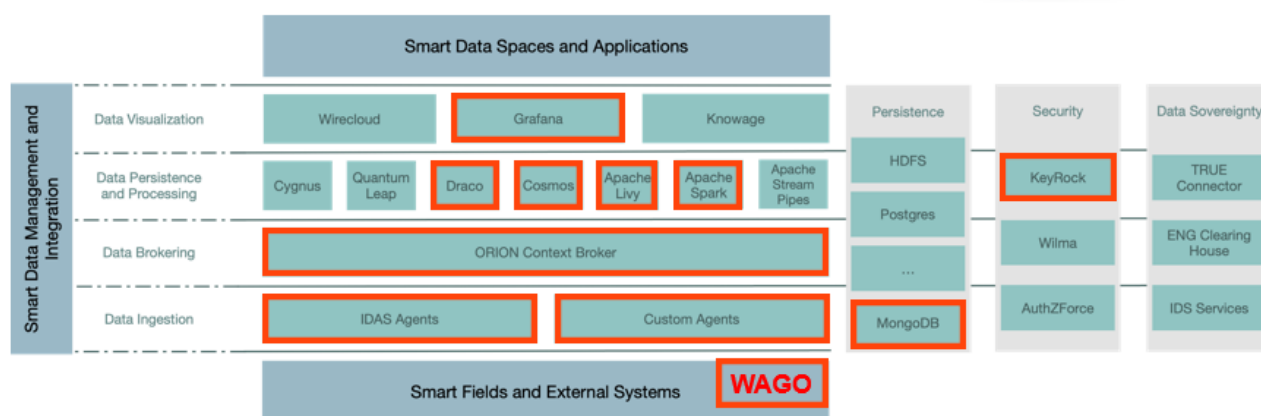 Smart Data Spaces and Applications
Smart Data Management and
Integration
Data Visualization
Wirecloud
Grafana
Knowage
Data Persistence
and Processing
Cygnus
Quantum
Leap
Draco
Cosmos
Apache
Livy
Apache
Spark
Apache
Stream
Pipes
Data Brokering
ORION Context Broker
Data Ingestion
IDAS Agents
Custom Agents
Smart Fields and External Systems
WAGO
Persistence
HDFS
Postgres
...
MongoDB
Security
KeyRock
Wilma
AuthZForce
Data Sovereignty
TRUE
Connector
ENG Clearing
House
IDS Services